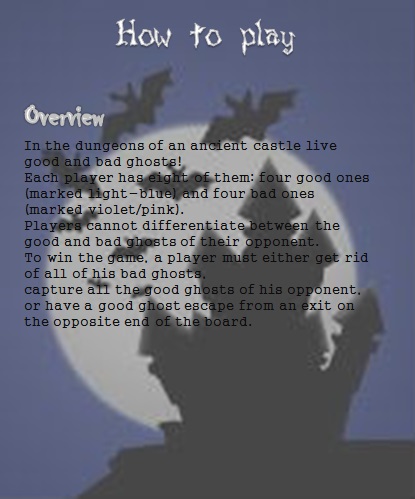 How to play
Overview
In the dungeons of an ancient castle live
good and bad ghosts!
Each player has eight of them: four good ones
(marked light-blue) and four bad ones
(marked violet/pink).
Players cannot differentiate between the
good and bad ghosts of their opponent.
To win the game, a player must either get rid
of all of his bad ghosts,
capture all the good ghosts of his opponent,
or have a good ghost escape from an exit on
the opposite end of the board.